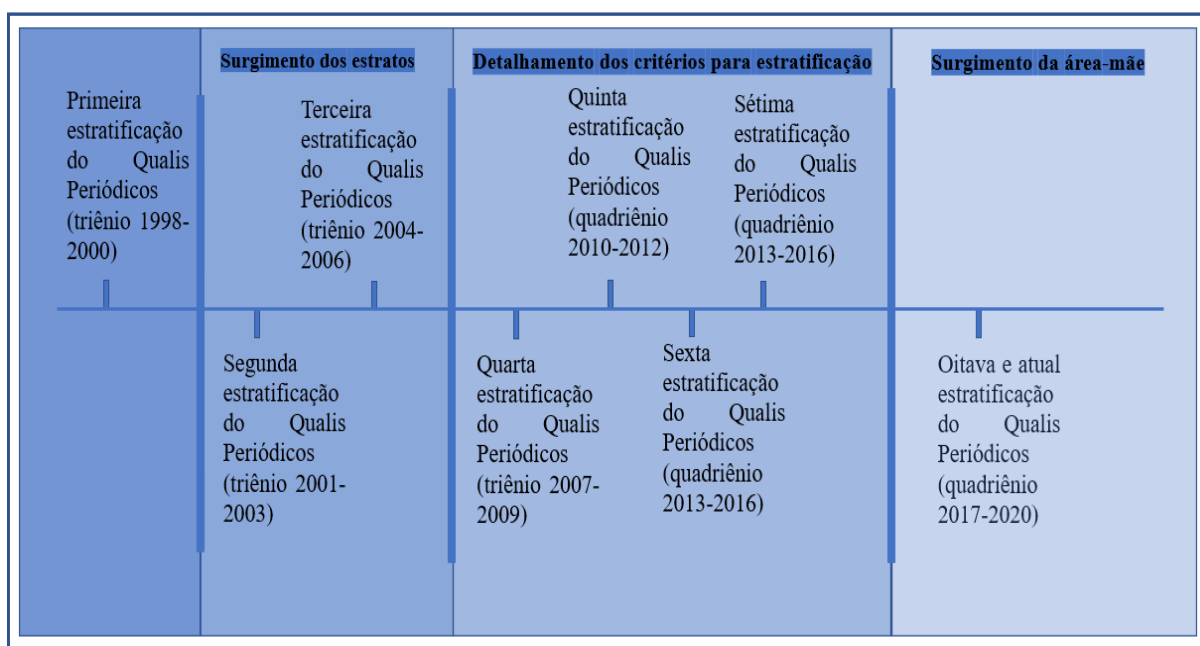 Primeira
estratificação
do Qualis
Periódicos
(triênio 1998-
2000)
Surgimento dos estratos
Terceira
estratificação
do Qualis
Periódicos
(triênio 2004-
2006)
Segunda
estratificação
do Qualis
Periódicos
(triênio 2001-
2003)
Detalhamento dos critérios para estratificação
Quinta
estratificação
do Qualis
Periódicos
(quadriênio
2010-2012)
Sétima
estratificação
do Qualis
Periódicos
(quadriênio
2013-2016)
Quarta
estratificação
do Qualis
Periódicos
(triênio 2007-
2009)
Sexta
estratificação
do Qualis
Periódicos
(quadriênio
2013-2016)
Surgimento da área-mãe
Oitava e atual
estratificação
do Qualis
Periódicos
(quadriênio
2017-2020)